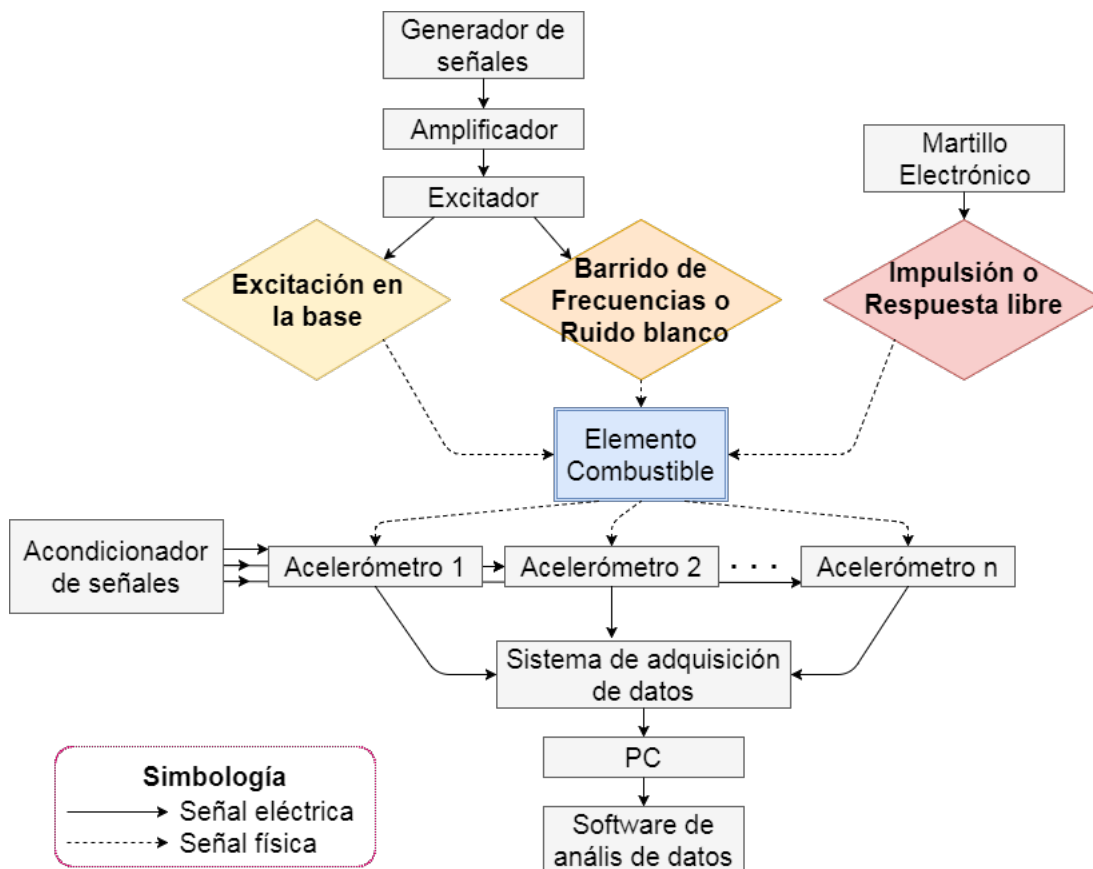 Generador de
señales
Amplificador
Excitador
Martillo
Electrónico
Excitación en
la base
Barrido de
Frecuencias o
Ruido blanco
Impulsión o
Respuesta libre
Elemento
Combustible
Acondicionador
de señales
Acelerómetro 1
Acelerómetro 2
. . .
Acelerómetro n
Sistema de adquisición
de datos
PC
Software de
anális de datos
Simbología
Señal eléctrica
Señal física